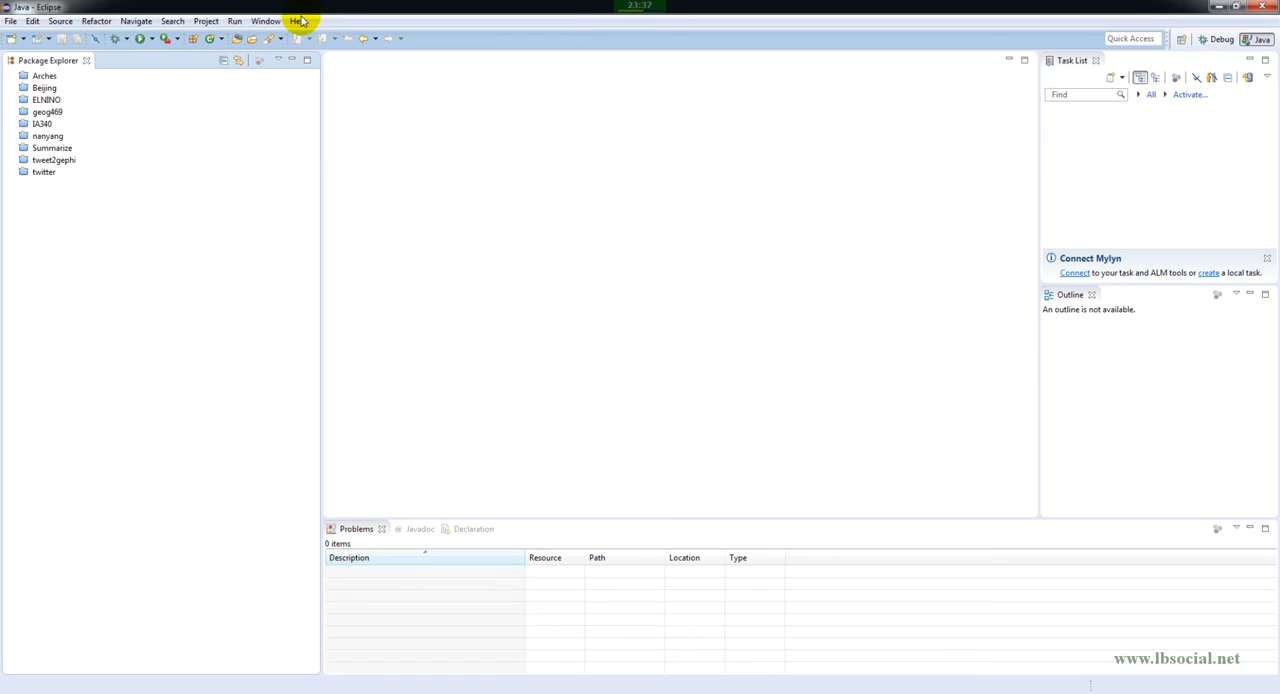 Java - Eclipse
23:37
File Edit Source Refactor Navigate Search Project Run Window
Quick Access Debug Java
Package Explorer
Arches
Beijing
ELNINO
geog469
IA340
nanyang
Summarize
tweet2gephi
twitter
Task List
Find All Activate...
Connect Mylyn
Connect to your task and ALM tools or create a local task.
Outline
An outline is not available.
Problems @ Javadoc Declaration
0 items
Description Resource Path Location Type
www.lbsocial.net